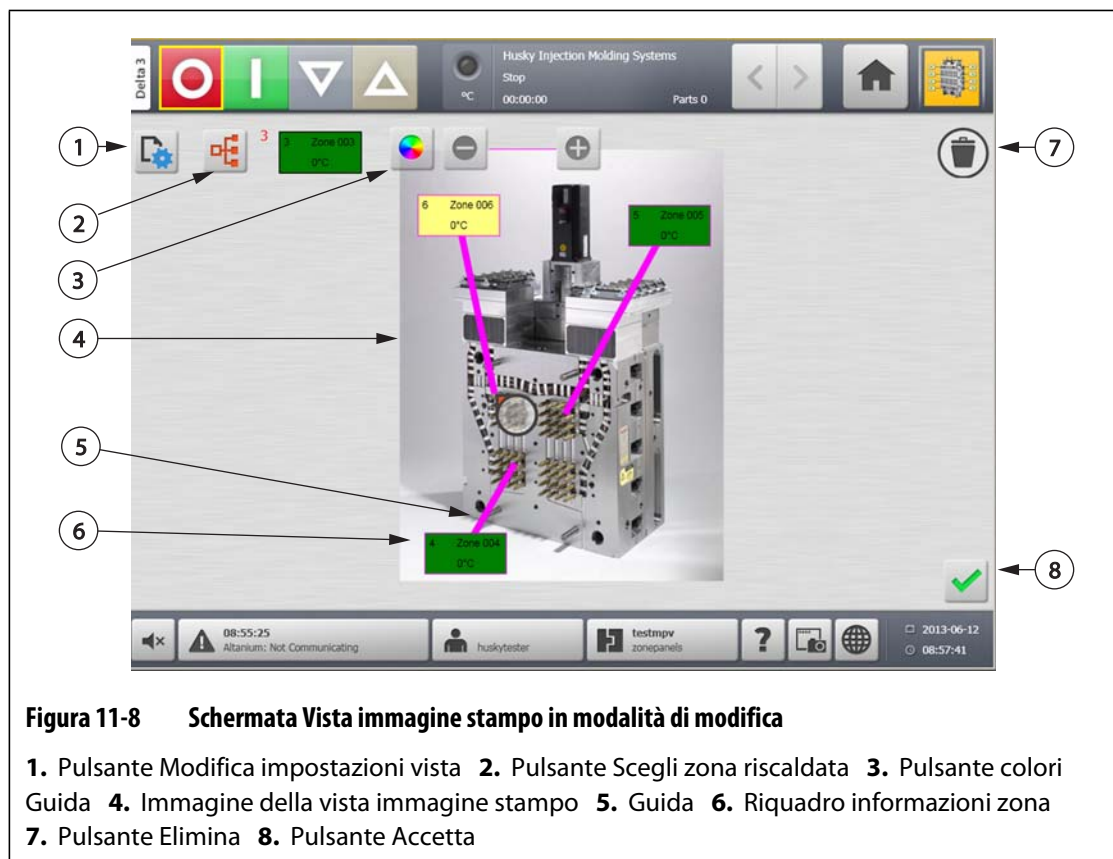 Delta 3
Husky Injection Molding Systems
Stop
°C
00:00:00
Parts 0
1
2
3
4
5
6
7
8
3
3 Zone 003
0°C
6 Zone 006
0°C
5 Zone 005
0°C
4 Zone 004
0°C
08:55:25
Altanium: Not Communicating
huskytester
testmpv
zonepanels
?
2013-06-12
08:57:41
Figura 11-8 Schermata Vista immagine stampo in modalità di modifica
1. Pulsante Modifica impostazioni vista 2. Pulsante Scegli zona riscaldata 3. Pulsante colori
Guida 4. Immagine della vista immagine stampo 5. Guida 6. Riquadro informazioni zona
7. Pulsante Elimina 8. Pulsante Accetta